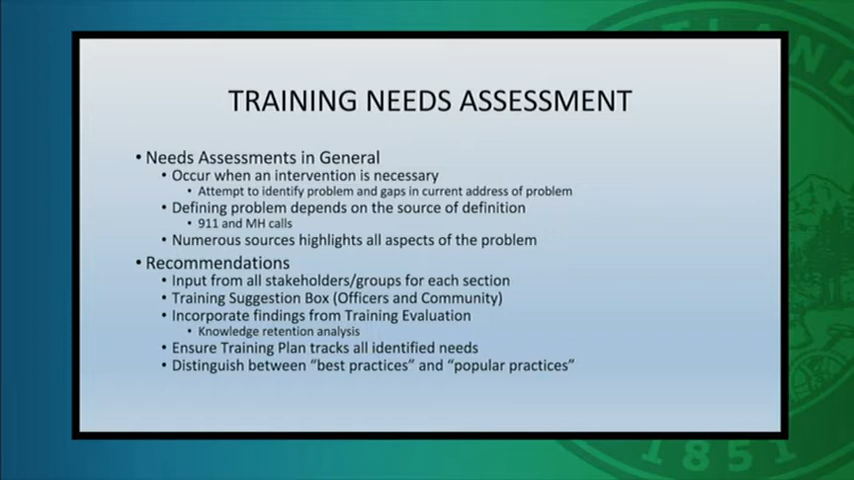 TRAINING NEEDS ASSESSMENT
• Needs Assessments in General
• Occur when an intervention is necessary
• Attempt to identify problem and gaps in current address of problem
• Defining problem depends on the source of definition
• 911 and MH calls
• Numerous sources highlights all aspects of the problem
• Recommendations
• Input from all stakeholders/groups for each section
• Training Suggestion Box (Officers and Community)
• Incorporate findings from Training Evaluation
• Knowledge retention analysis
• Ensure Training Plan tracks all identified needs
• Distinguish between “best practices” and “popular practices”
TLAND
1851